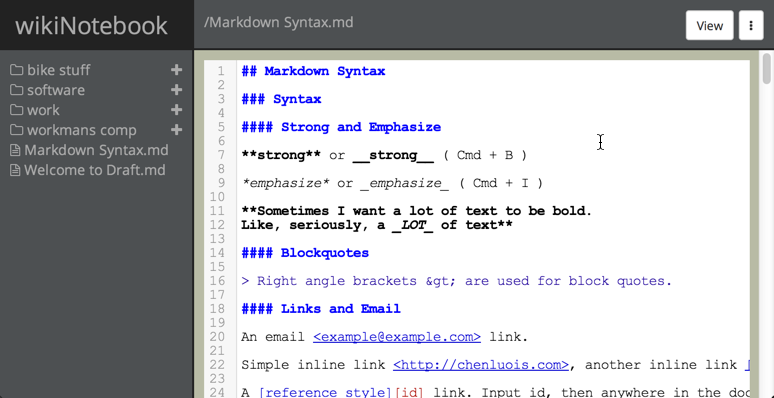 wikiNotebook
/Markdown Syntax.md
View
bike stuff +
software +
work +
workmans comp +
Markdown Syntax.md
Welcome to Draft.md
1 ## Markdown Syntax
2
3 ### Syntax
4
5 #### Strong and Emphasize
6
7 **strong** or __strong__ ( Cmd + B )
8
9 *emphasize* or _emphasize_ ( Cmd + I )
10
11 **Sometimes I want a lot of text to be bold.
12 Like, seriously, a _LOT_ of text**
13
14 #### Blockquotes
15
16 > Right angle brackets &gt; are used for block quotes.
17
18 #### Links and Email
19
20 An email <example@example.com> link.
21
22 Simple inline link <http://chenluois.com>, another inline link [
23
24 A [reference style][id] link. Input id, then anywhere in the doc